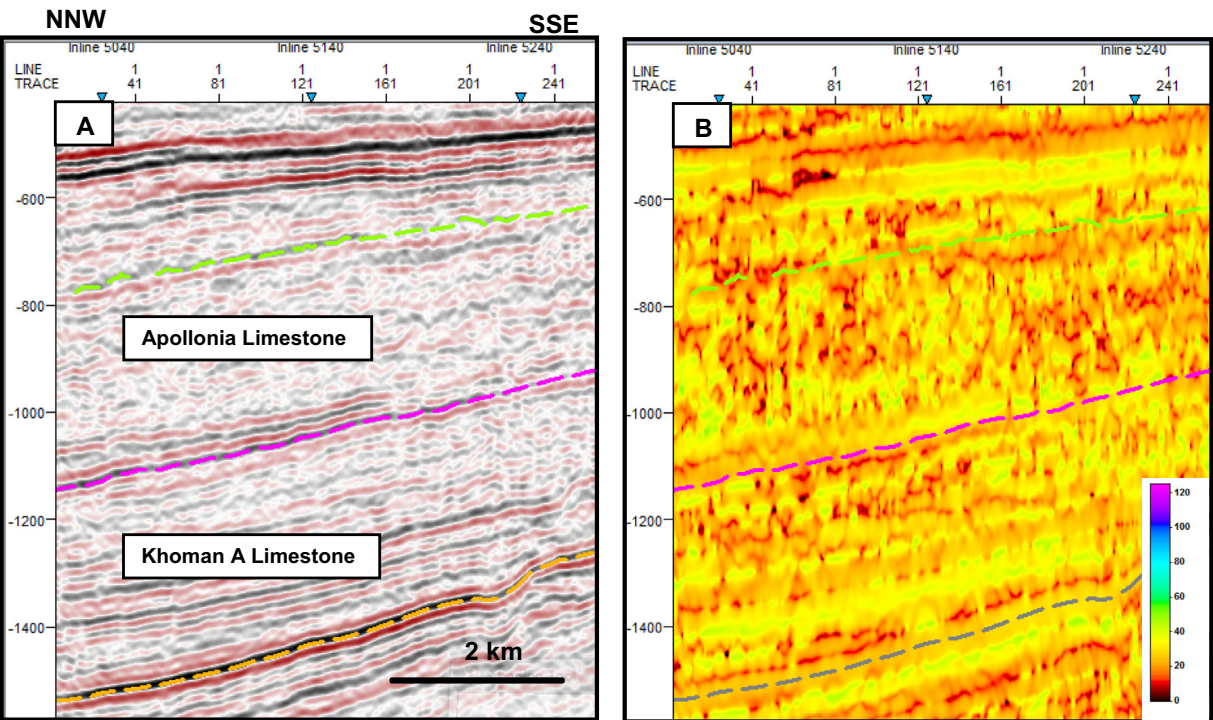 NNW
SSE
Inline 5040 Inline 5140 Inline 5240
LINE 1 1 1 1 1 1
TRACE 41 81 121 161 201 241
A
-600
-800
Apollonia Limestone
-1000
-1200
Khoman A Limestone
-1400
2 km
Inline 5040 Inline 5140 Inline 5240
LINE 1 1 1 1 1 1
TRACE 41 81 121 161 201 241
B
-600
-800
-1000
-1200
-1400
120
100
80
60
40
20
0